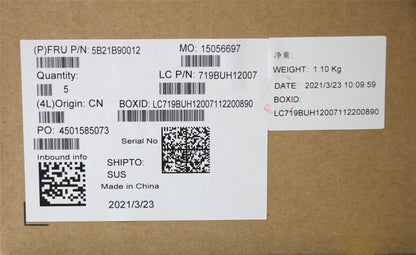 (P)FRU P/N: 5B21B90012
MO: 15056697
Quantity:
LC P/N: 719BUH12007
5
(4L)Origin: CN
BOXID: LC719BUH12007112200890
PO: 4501585073
Serial No
Inbound info
SHIPTO:
SUS
Made in China
2021/3/23
净重:
WEIGHT: 1.10 Kg
DATE: 2021/3/23 10:09:59
BOXID:
LC719BUH12007112200890